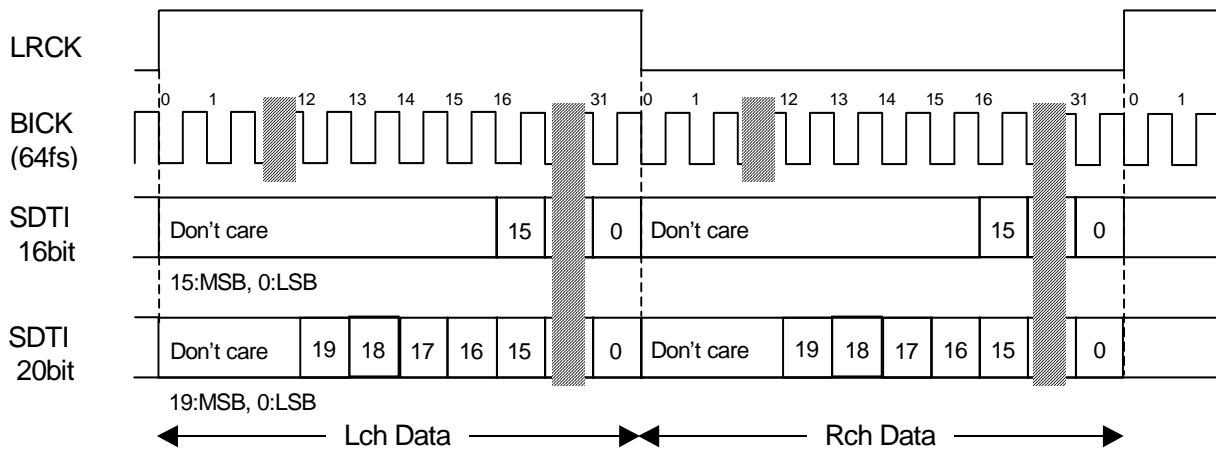 LRCK
0 1 12 13 14 15 16 31 0 1 12 13 14 15 16 31 0 1
BICK
(64fs)
SDTI
16bit
Don't care 15 0 Don't care 15 0
15:MSB, 0:LSB
SDTI
20bit
Don't care 19 18 17 16 15 0 Don't care 19 18 17 16 15 0
19:MSB, 0:LSB
Lch Data Rch Data